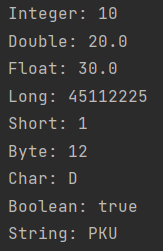 Integer: 10
Double: 20.0
Float: 30.0
Long: 45112225
Short: 1
Byte: 12
Char: D
Boolean: true
String: PKU